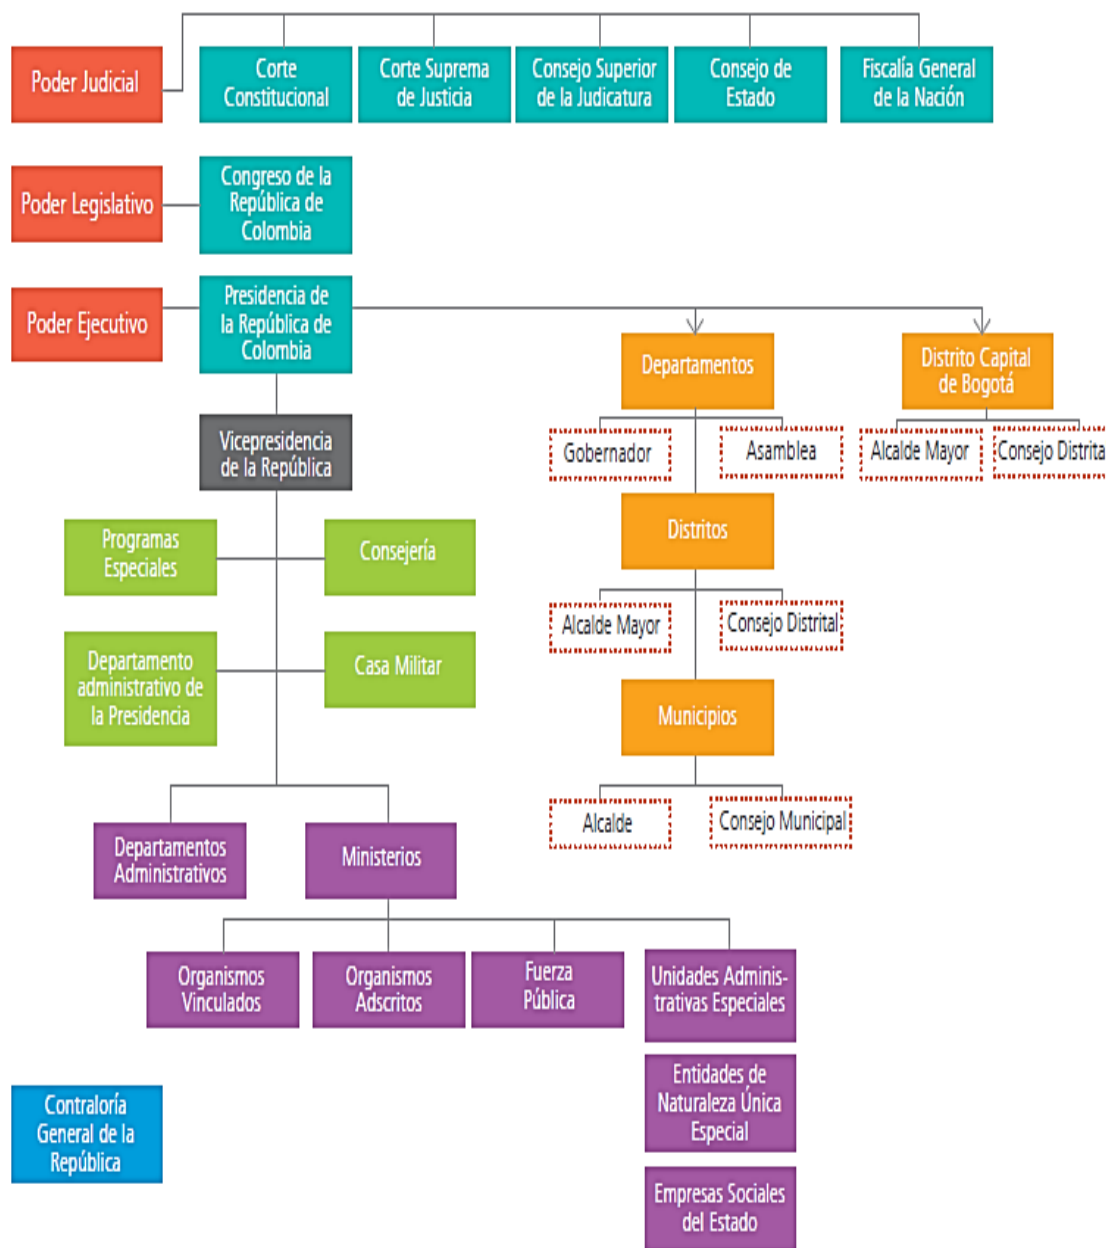 Poder Judicial
Corte
Constitucional
Corte Suprema
de Justicia
Consejo Superior
de la Judicatura
Consejo de
Estado
Fiscalía General
de la Nación
Poder Legislativo
Congreso de la
República de
Colombia
Poder Ejecutivo
Presidencia de
la República de
Colombia
Departamentos
Distrito Capital
de Bogotá
Vicepresidencia
de la República
Gobernador
Asamblea
Alcalde Mayor
Consejo Distrita
Programas
Especiales
Consejería
Distritos
Alcalde Mayor
Consejo Distrital
Departamento
administrativo de
la Presidencia
Casa Militar
Municipios
Alcalde
Consejo Municipal
Departamentos
Administrativos
Ministerios
Organismos
Vinculados
Organismos
Adscritos
Fuerza
Pública
Unidades Adminis-
trativas Especiales
Entidades de
Naturaleza Única
Especial
Contraloría
General de la
República
Empresas Sociales
del Estado